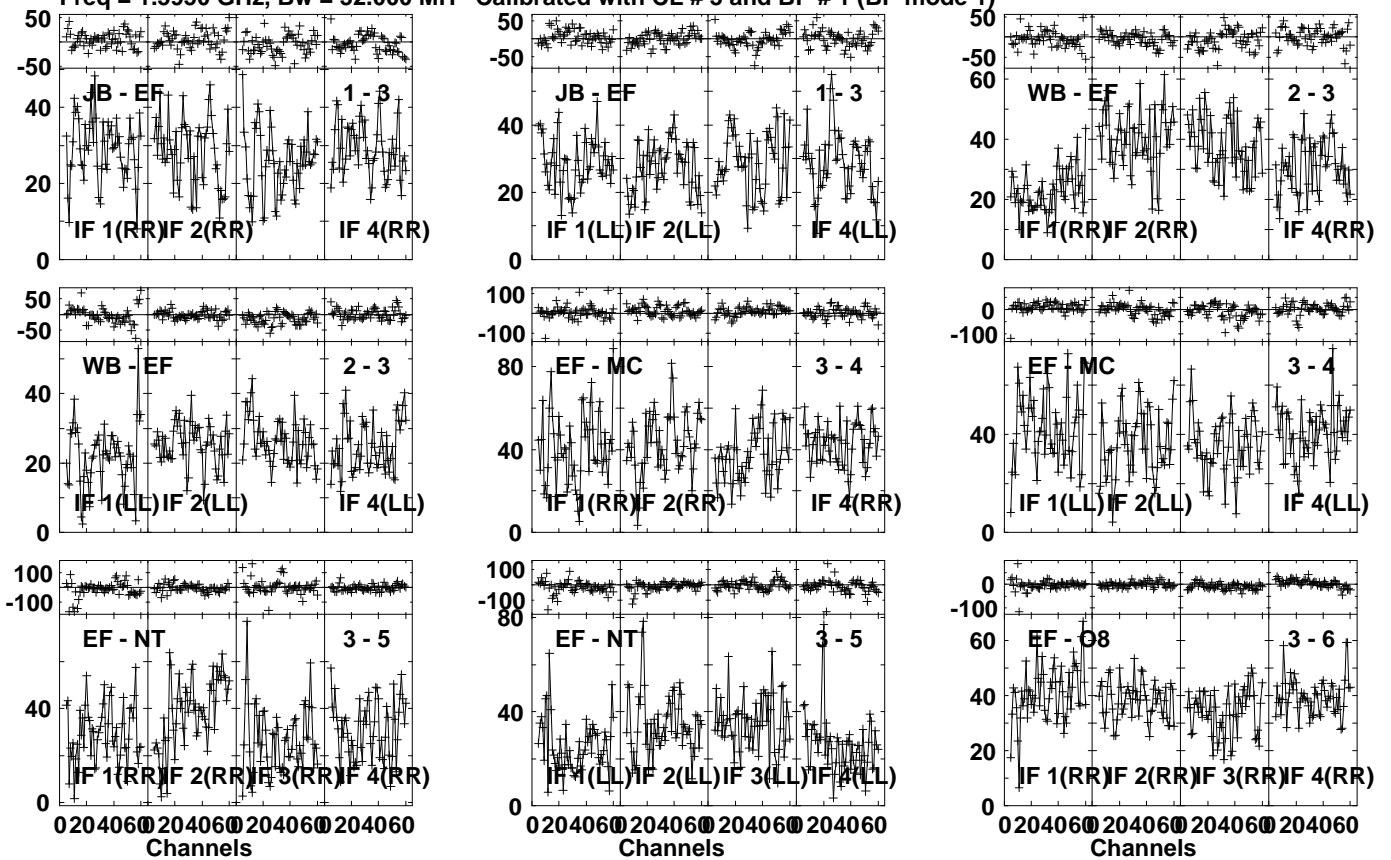 Calibrated with CL # 3 and BP # 1 (BP mode 1)
50
-50
40
20
0
JB - EF
1 - 3
IF 1(RR)
IF 2(RR)
IF 4(RR)
50
-50
40
20
0
JB - EF
1 - 3
IF 1(LL)
IF 2(LL)
IF 4(LL)
50
-50
60
40
20
0
WB - EF
2 - 3
IF 1(RR)
IF 2(RR)
IF 4(RR)
50
-50
40
20
0
WB - EF
2 - 3
IF 1(LL)
IF 2(LL)
IF 4(LL)
100
-100
80
40
0
EF - MC
3 - 4
IF 1(RR)
IF 2(RR)
IF 4(RR)
0
-100
40
0
EF - MC
3 - 4
IF 1(LL)
IF 2(LL)
IF 4(LL)
100
-100
40
0
EF - NT
3 - 5
IF 1(RR)
IF 2(RR)
IF 3(RR)
IF 4(RR)
0 20 40 60 0 20 40 60 0 20 40 60 0 20 40 60
Channels
100
-100
80
40
0
EF - NT
3 - 5
IF 1(LL)
IF 2(LL)
IF 3(LL)
IF 4(LL)
0 20 40 60 0 20 40 60 0 20 40 60 0 20 40 60
Channels
0
-100
60
40
20
0
EF - O8
3 - 6
IF 1(RR)
IF 2(RR)
IF 3(RR)
IF 4(RR)
0 20 40 60 0 20 40 60 0 20 40 60 0 20 40 60
Channels